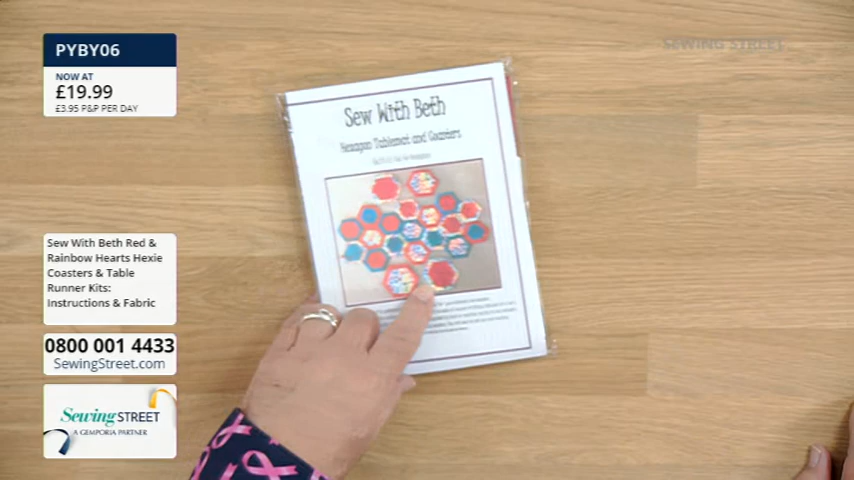 PYBY06
NOW AT
£19.99
£3.95 P&P PER DAY
SEWING STREET
Sew With Beth
Hexagon Tablemat and Coasters
Sew With Beth Red &
Rainbow Hearts Hexie
Coasters & Table
Runner Kits:
Instructions & Fabric
0800 001 4433
SewingStreet.com
Sewing STREET
A GEMPORIA PARTNER